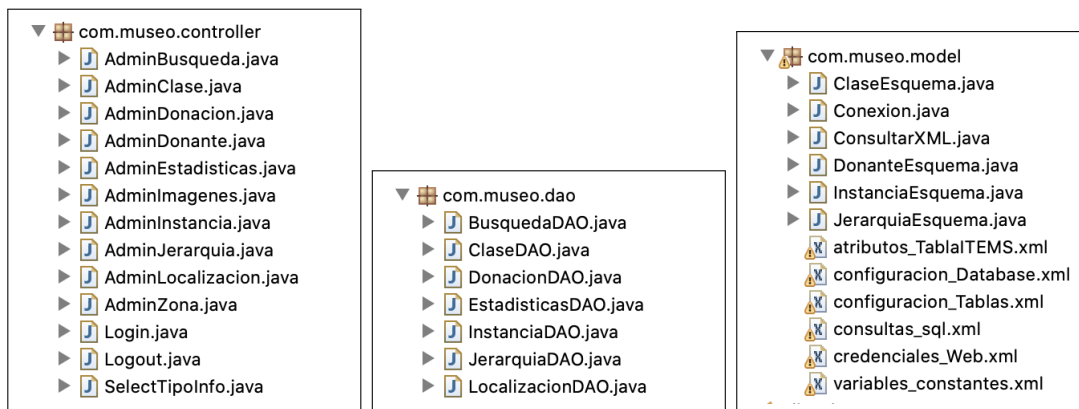 com.museo.controller
AdminBusqueda.java
AdminClase.java
AdminDonacion.java
AdminDonante.java
AdminEstadisticas.java
AdminImagenes.java
AdminInstancia.java
AdminJerarquia.java
AdminLocalizacion.java
AdminZona.java
Login.java
Logout.java
SelectTipoInfo.java
com.museo.dao
BusquedaDAO.java
ClaseDAO.java
DonacionDAO.java
EstadisticasDAO.java
InstanciaDAO.java
JerarquiaDAO.java
LocalizacionDAO.java
com.museo.model
ClaseEsquema.java
Conexion.java
ConsultarXML.java
DonanteEsquema.java
InstanciaEsquema.java
JerarquiaEsquema.java
atributos_TablaITEMS.xml
configuracion_Database.xml
configuracion_Tablas.xml
consultas_sql.xml
credenciales_Web.xml
variables_constantes.xml